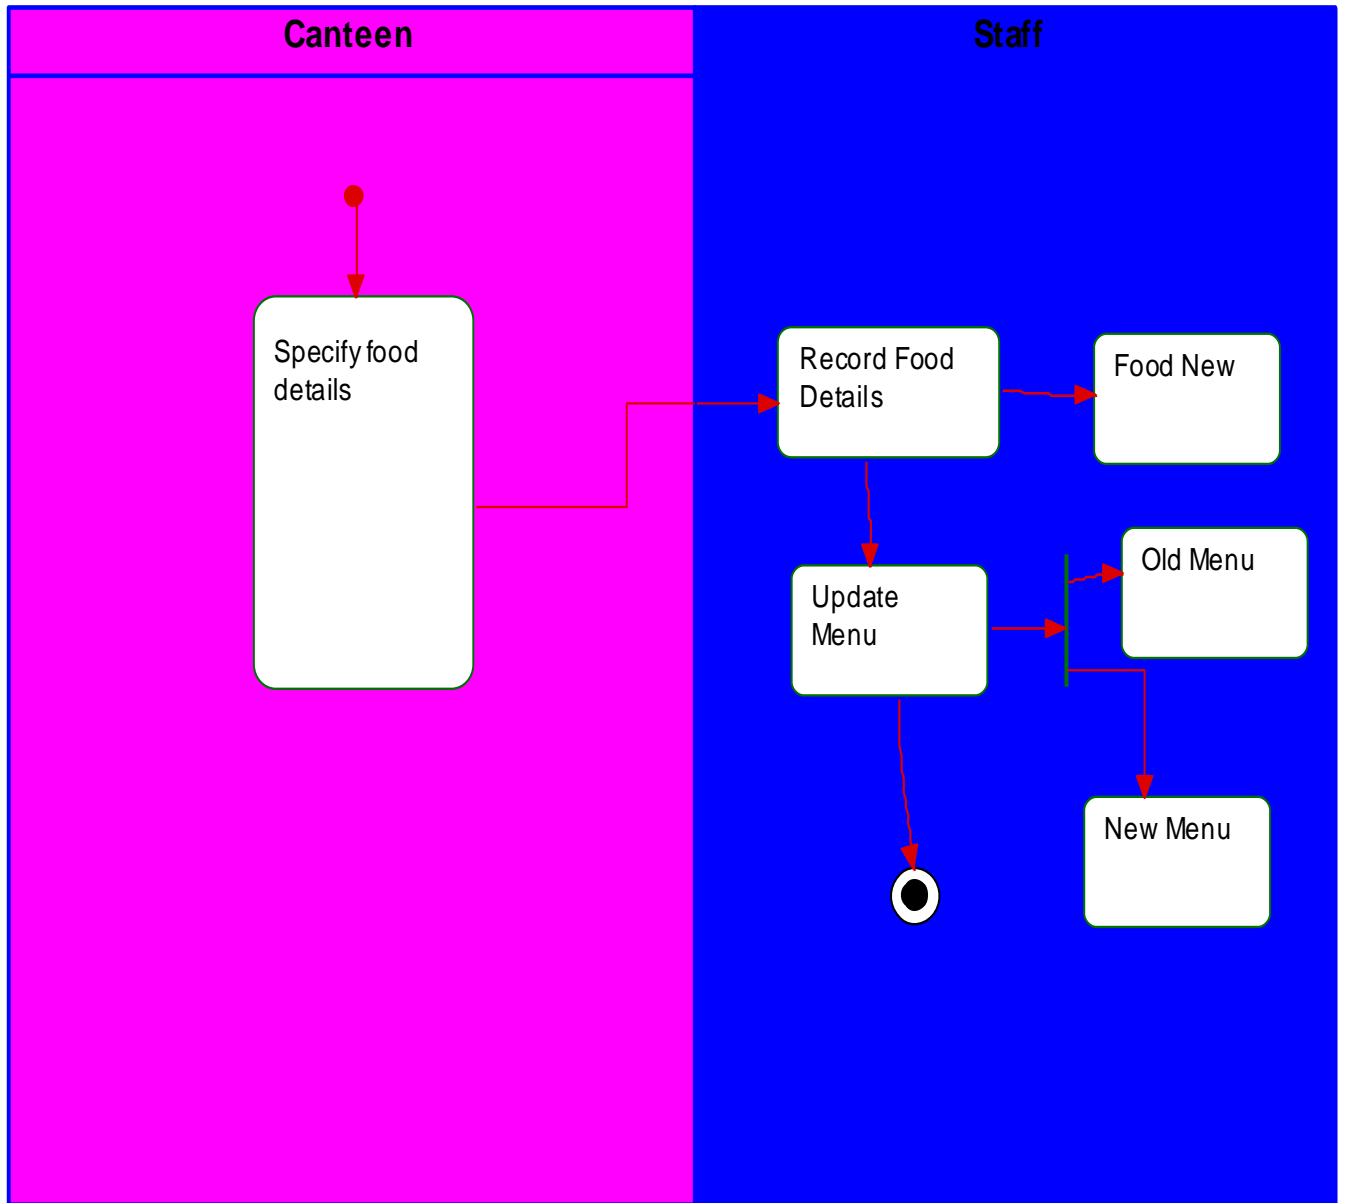 Canteen
Staff
Specify food
details
Record Food
Details
Food New
Old Menu
Update
Menu
New Menu